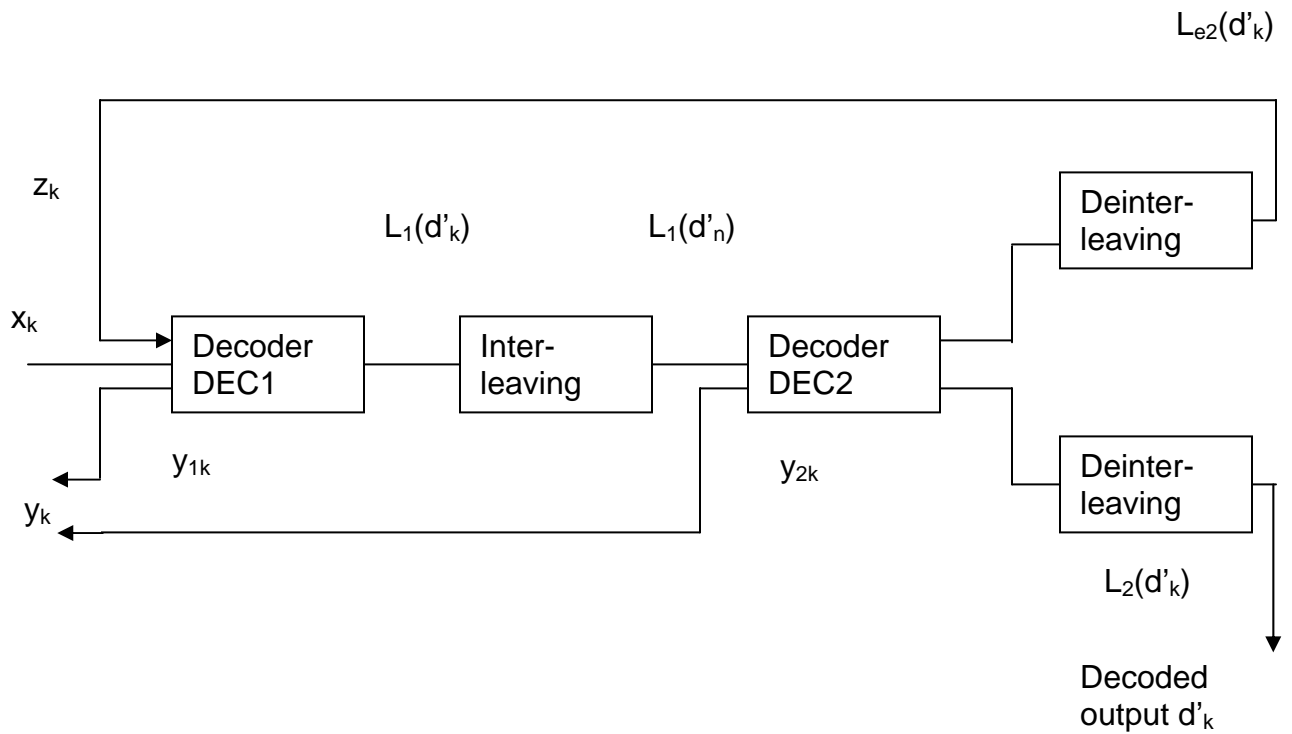 Lₑ₂(d’ₖ)
zₖ
Deinter-
leaving
L₁(d’ₖ)
L₁(d’ₙ)
xₖ
Decoder
DEC1
Inter-
leaving
Decoder
DEC2
y₁ₖ
y₂ₖ
Deinter-
leaving
yₖ
L₂(d’ₖ)
Decoded
output d’ₖ